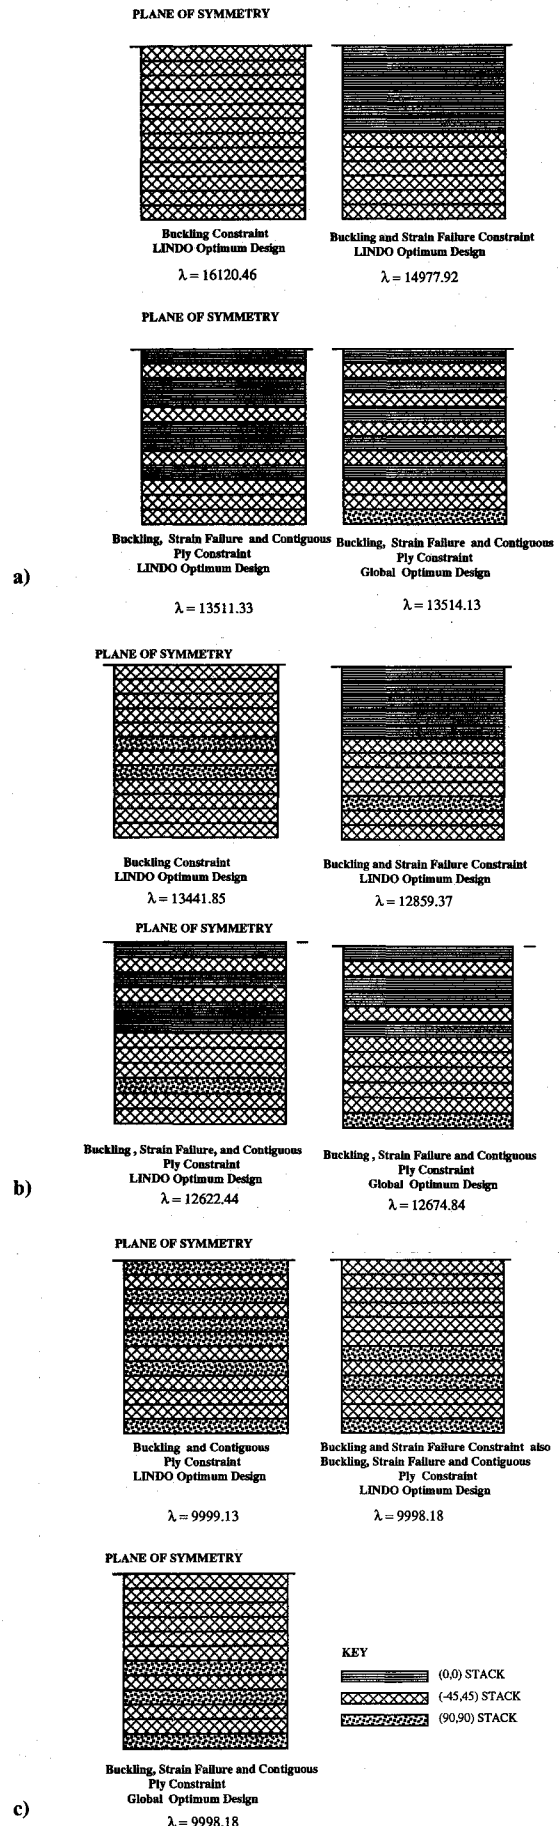 PLANE OF SYMMETRY
Buckling Constraint
LINDO Optimum Design
λ = 16120.46
Buckling and Strain Failure Constraint
LINDO Optimum Design
λ = 14977.92
PLANE OF SYMMETRY
Buckling, Strain Failure and Contiguous
Ply Constraint
LINDO Optimum Design
λ = 13511.33
Buckling, Strain Failure and Contiguous
Ply Constraint
Global Optimum Design
λ = 13514.13
a)
PLANE OF SYMMETRY
Buckling Constraint
LINDO Optimum Design
λ = 13441.85
Buckling and Strain Failure Constraint
LINDO Optimum Design
λ = 12859.37
PLANE OF SYMMETRY
Buckling , Strain Failure, and Contiguous
Ply Constraint
LINDO Optimum Design
λ = 12622.44
Buckling , Strain Failure and Contiguous
Ply Constraint
Global Optimum Design
λ = 12674.84
b)
PLANE OF SYMMETRY
Buckling and Contiguous
Ply Constraint
LINDO Optimum Design
λ = 9999.13
Buckling and Strain Failure Constraint also
Buckling, Strain Failure and Contiguous
Ply Constraint
LINDO Optimum Design
λ = 9998.18
PLANE OF SYMMETRY
Buckling, Strain Failure and Contiguous
Ply Constraint
Global Optimum Design
λ = 9998.18
KEY
(0,0) STACK
(-45,45) STACK
(90,90) STACK
c)